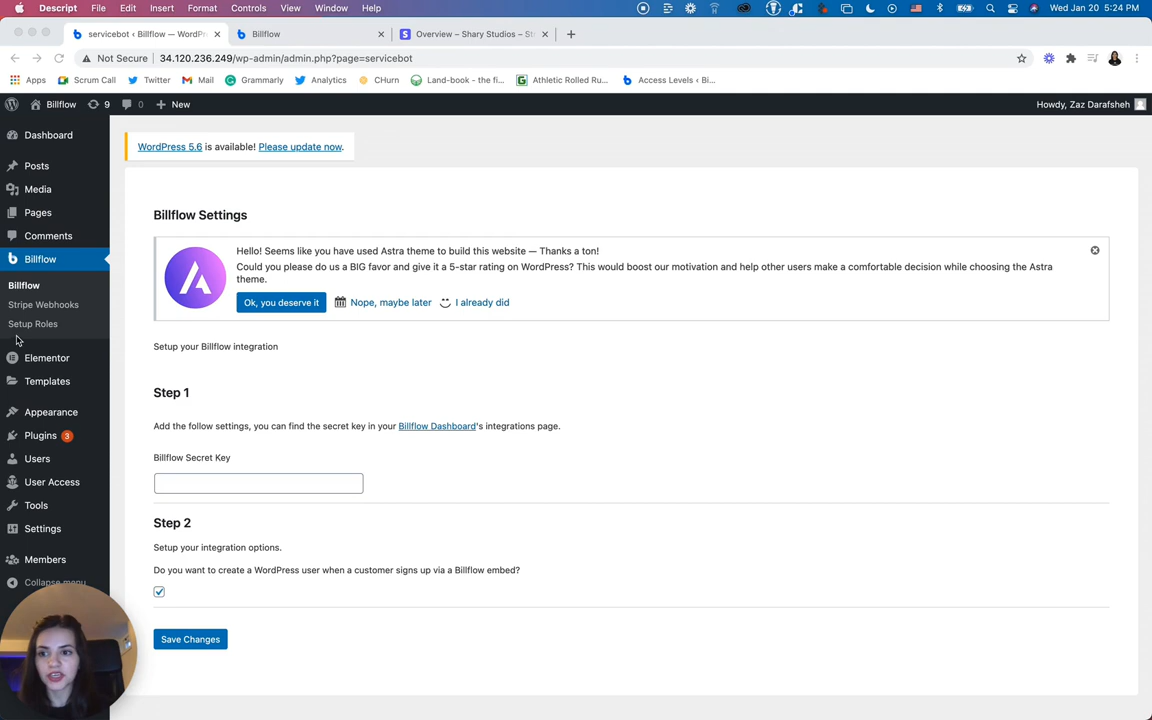 Descript File Edit Insert Format Controls View Window Help Wed Jan 20 5:24 PM
servicebot ‹ Billflow — WordPr Billflow Overview – Shary Studios – St
Not Secure 34.120.236.249/wp-admin/admin.php?page=servicebot
Apps Scrum Call Twitter Mail Grammarly Analytics CHurn Land-book - the fi... Athletic Rolled Ru... Access Levels ‹ Bi...
Billflow 9 0 New Howdy, Zaz Darafsheh
Dashboard
Posts
Media
Pages
Comments
Billflow
Billflow
Stripe Webhooks
Setup Roles
Elementor
Templates
Appearance
Plugins 3
Users
User Access
Tools
Settings
Members
Collapse menu
WordPress 5.6 is available! Please update now.
Billflow Settings
Hello! Seems like you have used Astra theme to build this website — Thanks a ton!
Could you please do us a BIG favor and give it a 5-star rating on WordPress? This would boost our motivation and help other users make a comfortable decision while choosing the Astra
theme.
Ok, you deserve it Nope, maybe later I already did
Setup your Billflow integration
Step 1
Add the follow settings, you can find the secret key in your Billflow Dashboard's integrations page.
Billflow Secret Key
Step 2
Setup your integration options.
Do you want to create a WordPress user when a customer signs up via a Billflow embed?
Save Changes